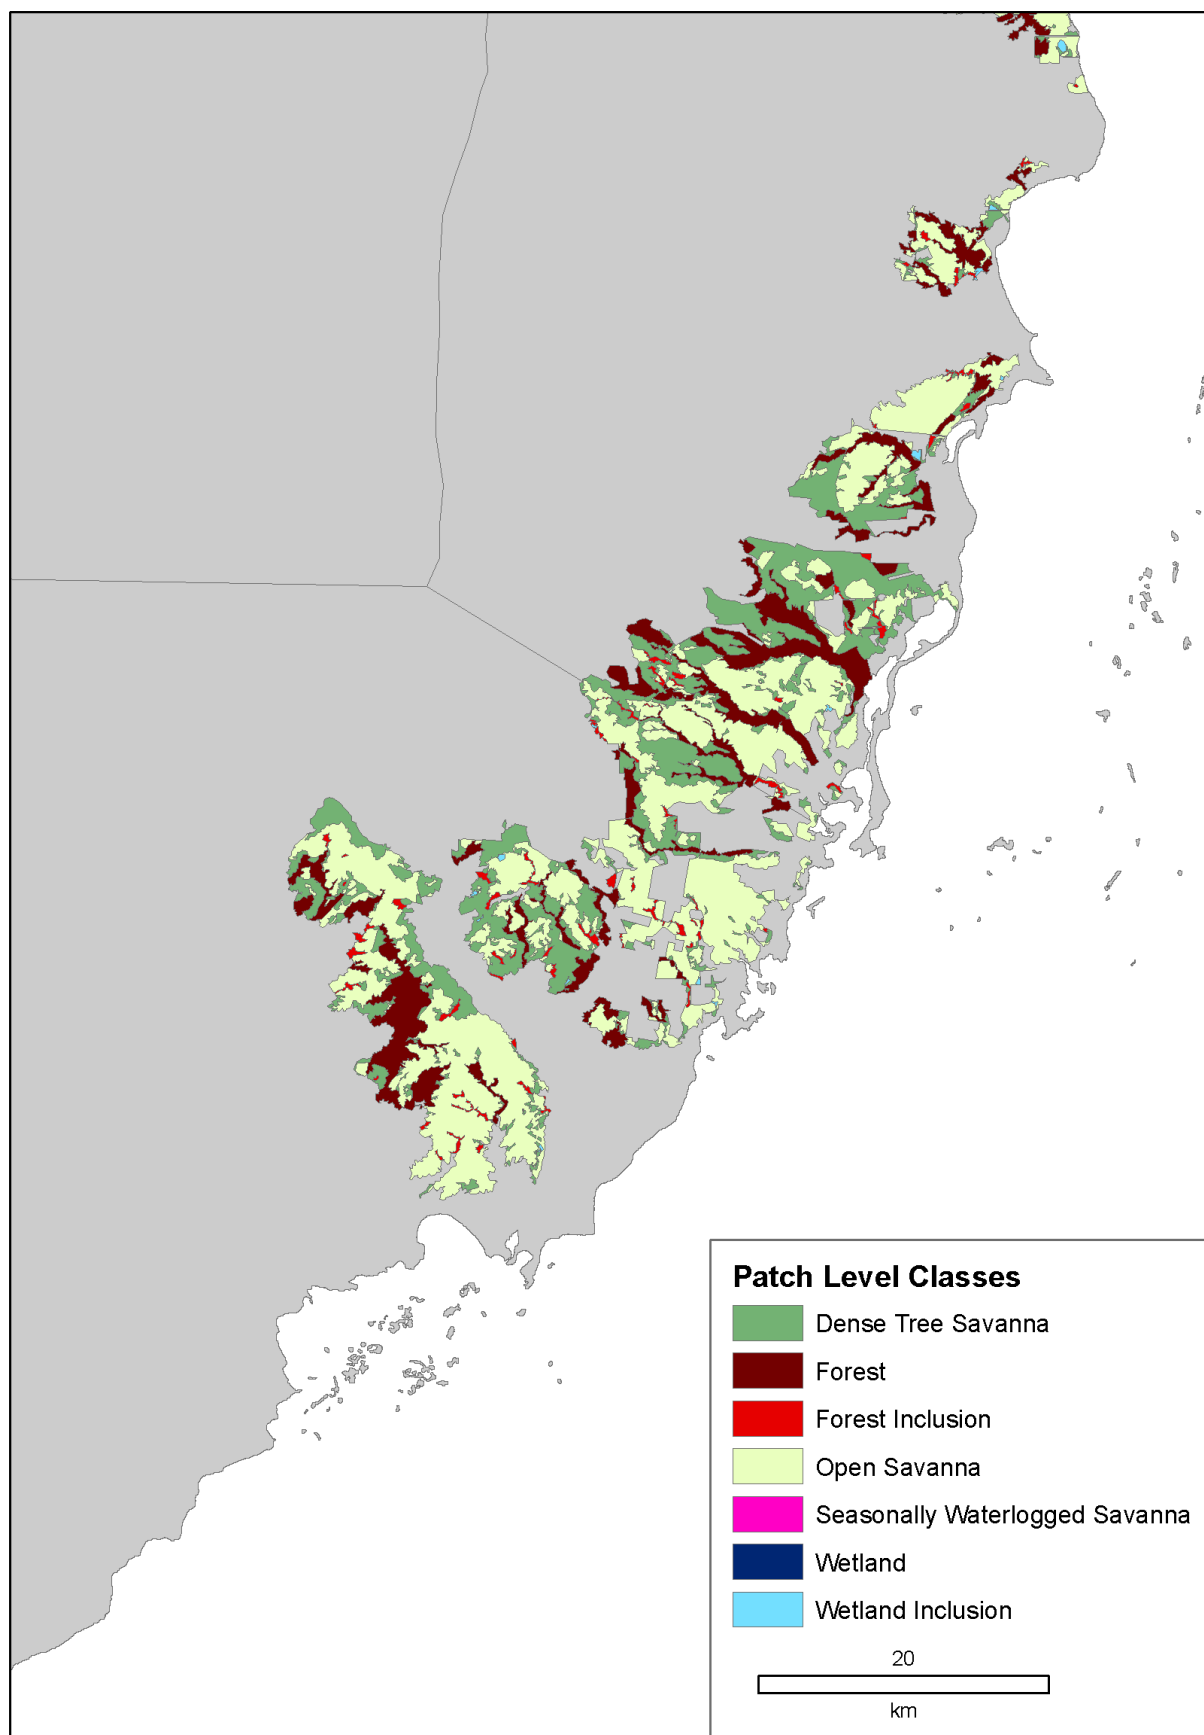 Patch Level Classes
Dense Tree Savanna
Forest
Forest Inclusion
Open Savanna
Seasonally Waterlogged Savanna
Wetland
Wetland Inclusion
20
km